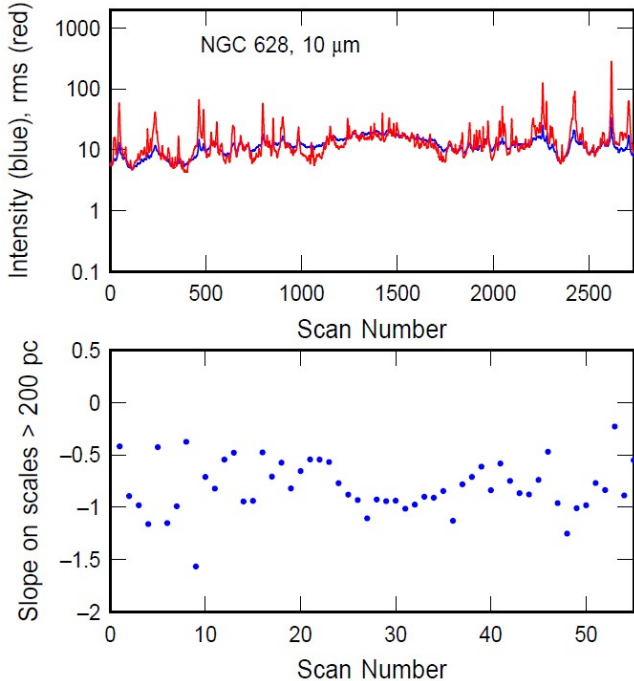 NGC 628, 10 μm
Intensity (blue), rms (red)
1000
100
10
1
0.1
0 500 1000 1500 2000 2500
Scan Number
Slope on scales > 200 pc
0.5
0
−0.5
−1
−1.5
−2
0 10 20 30 40 50
Scan Number